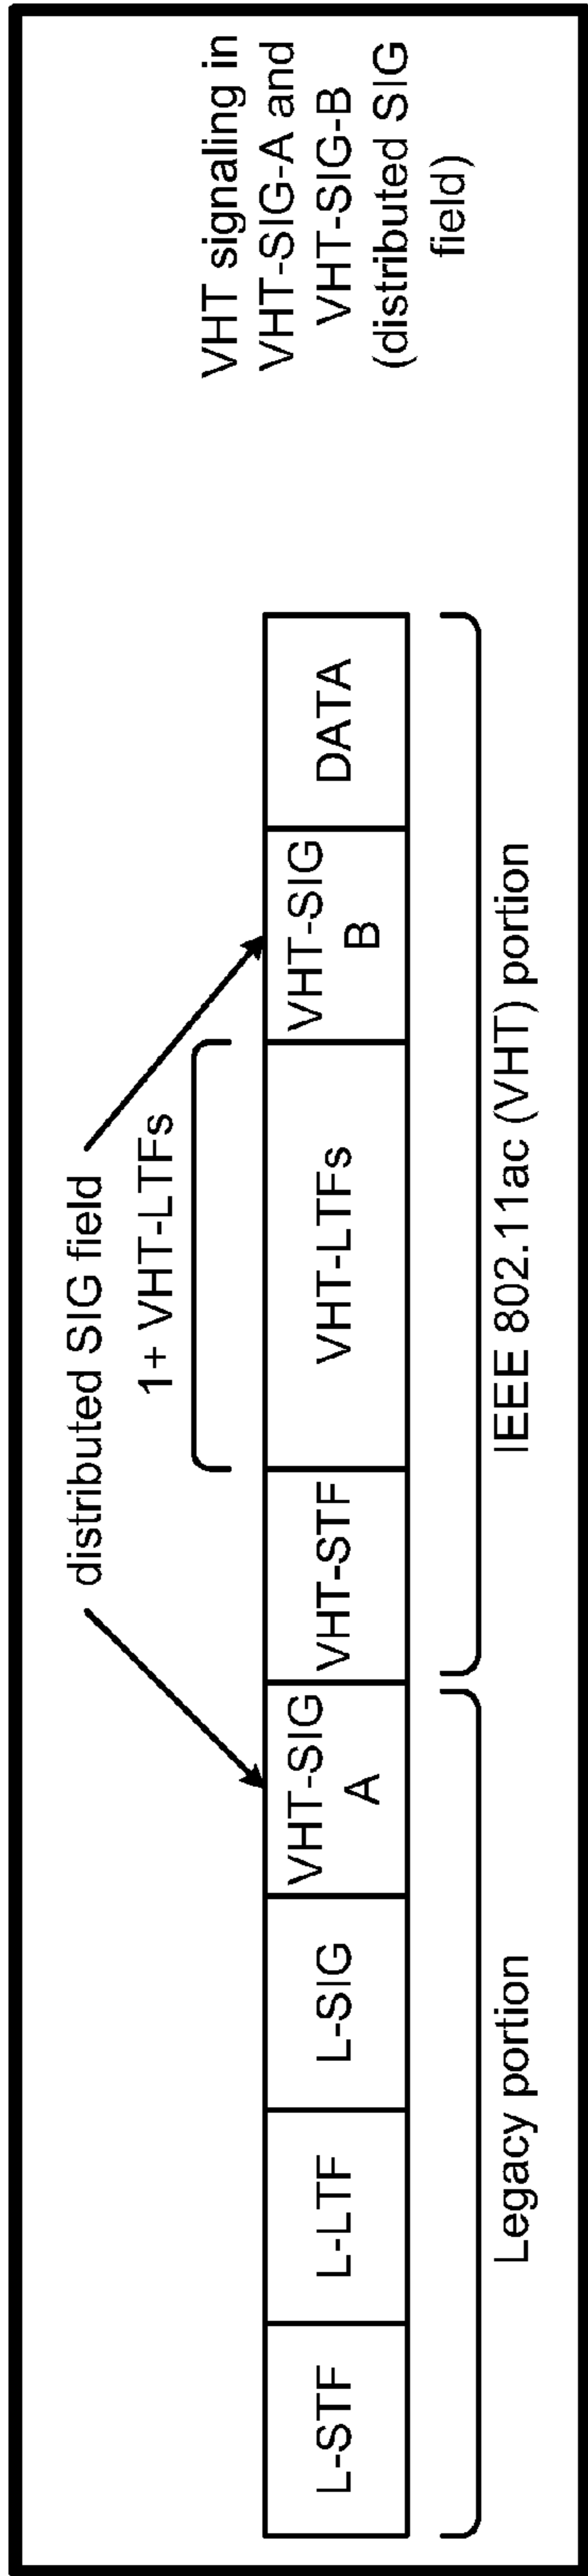 distributed SIG field
1+ VHT-LTFs
L-STF
L-LTF
L-SIG
VHT-SIG
A
VHT-STF
VHT-LTFs
VHT-SIG
B
DATA
Legacy portion
IEEE 802.11ac (VHT) portion
VHT signaling in
VHT-SIG-A and
VHT-SIG-B
(distributed SIG
field)